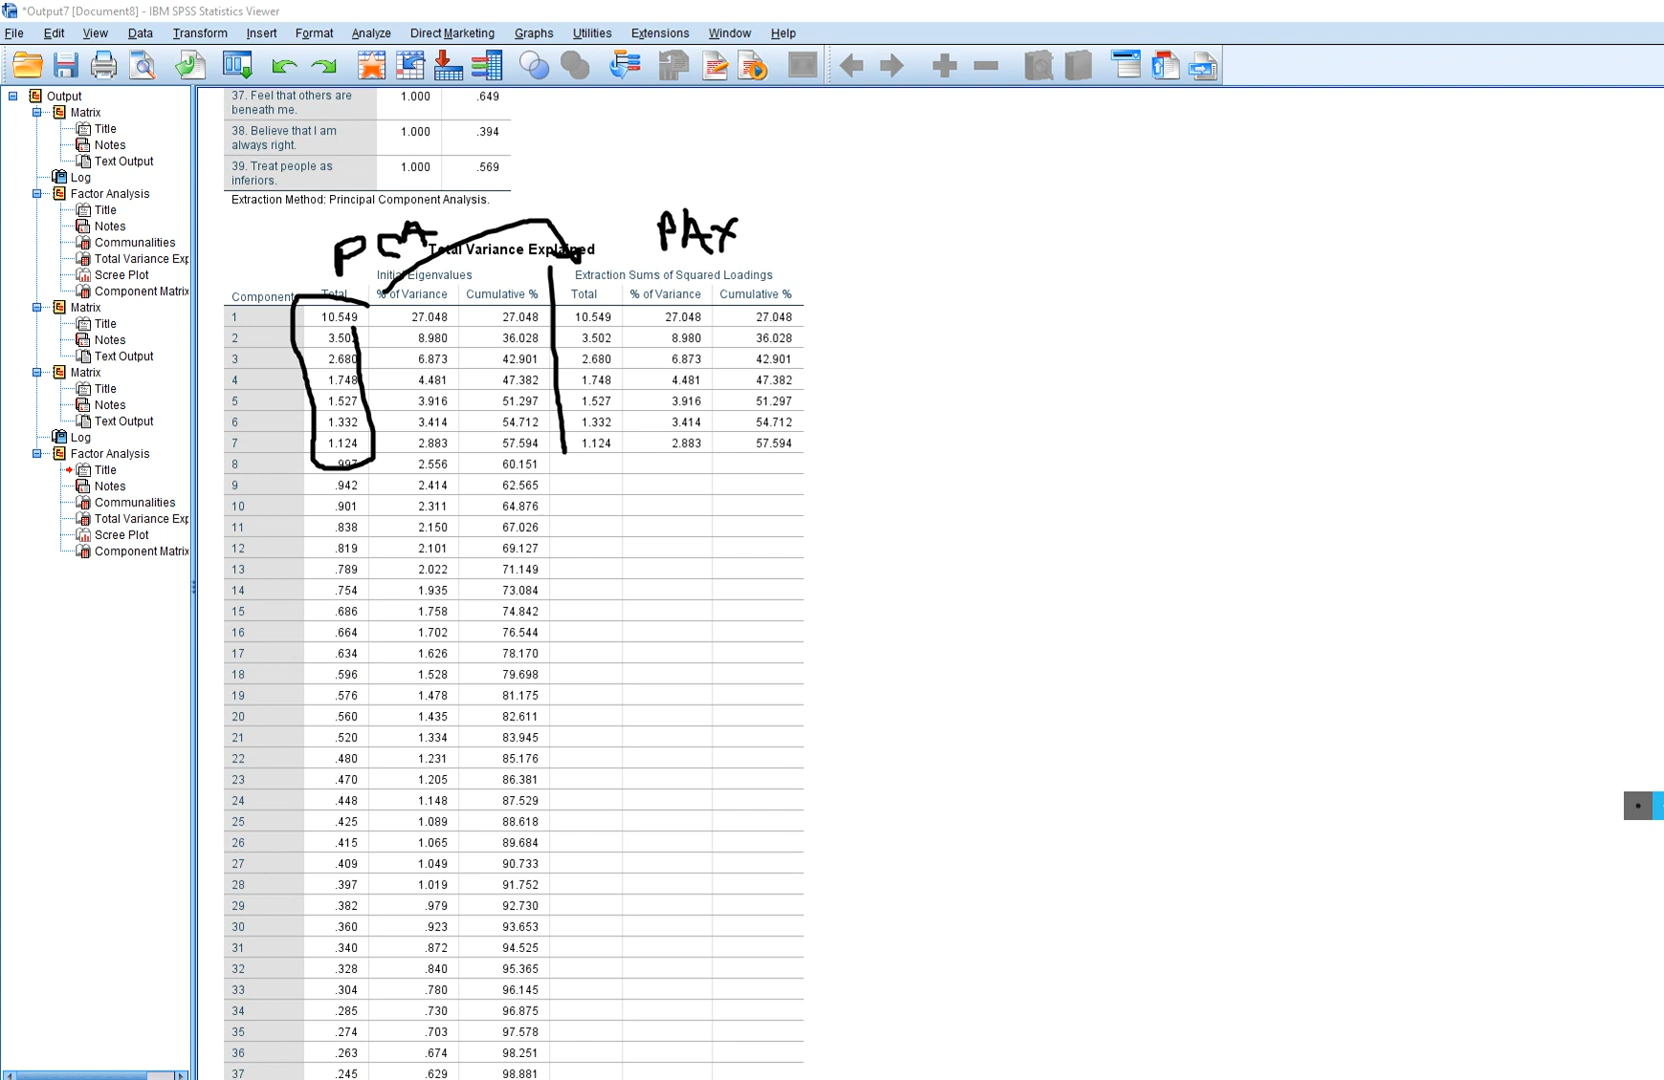 *Output7 [Document8] - IBM SPSS Statistics Viewer
File Edit View Data Transform Insert Format Analyze Direct Marketing Graphs Utilities Extensions Window Help
Output
Matrix
Title
Notes
Text Output
Log
Factor Analysis
Title
Notes
Communalities
Total Variance Exp
Scree Plot
Component Matrix
Matrix
Title
Notes
Text Output
Matrix
Title
Notes
Text Output
Log
Factor Analysis
Title
Notes
Communalities
Total Variance Exp
Scree Plot
Component Matrix
37. Feel that others are beneath me. 1.000 .649
38. Believe that I am always right. 1.000 .394
39. Treat people as inferiors. 1.000 .569
Extraction Method: Principal Component Analysis.
PCA PAX
Total Variance Explained
Initial Eigenvalues Extraction Sums of Squared Loadings
Component Total % of Variance Cumulative % Total % of Variance Cumulative %
1 10.549 27.048 27.048 10.549 27.048 27.048
2 3.502 8.980 36.028 3.502 8.980 36.028
3 2.680 6.873 42.901 2.680 6.873 42.901
4 1.748 4.481 47.382 1.748 4.481 47.382
5 1.527 3.916 51.297 1.527 3.916 51.297
6 1.332 3.414 54.712 1.332 3.414 54.712
7 1.124 2.883 57.594 1.124 2.883 57.594
8 .997 2.556 60.151
9 .942 2.414 62.565
10 .901 2.311 64.876
11 .838 2.150 67.026
12 .819 2.101 69.127
13 .789 2.022 71.149
14 .754 1.935 73.084
15 .686 1.758 74.842
16 .664 1.702 76.544
17 .634 1.626 78.170
18 .596 1.528 79.698
19 .576 1.478 81.175
20 .560 1.435 82.611
21 .520 1.334 83.945
22 .480 1.231 85.176
23 .470 1.205 86.381
24 .448 1.148 87.529
25 .425 1.089 88.618
26 .415 1.065 89.684
27 .409 1.049 90.733
28 .397 1.019 91.752
29 .382 .979 92.730
30 .360 .923 93.653
31 .340 .872 94.525
32 .328 .840 95.365
33 .304 .780 96.145
34 .285 .730 96.875
35 .274 .703 97.578
36 .263 .674 98.251
37 .245 .629 98.881